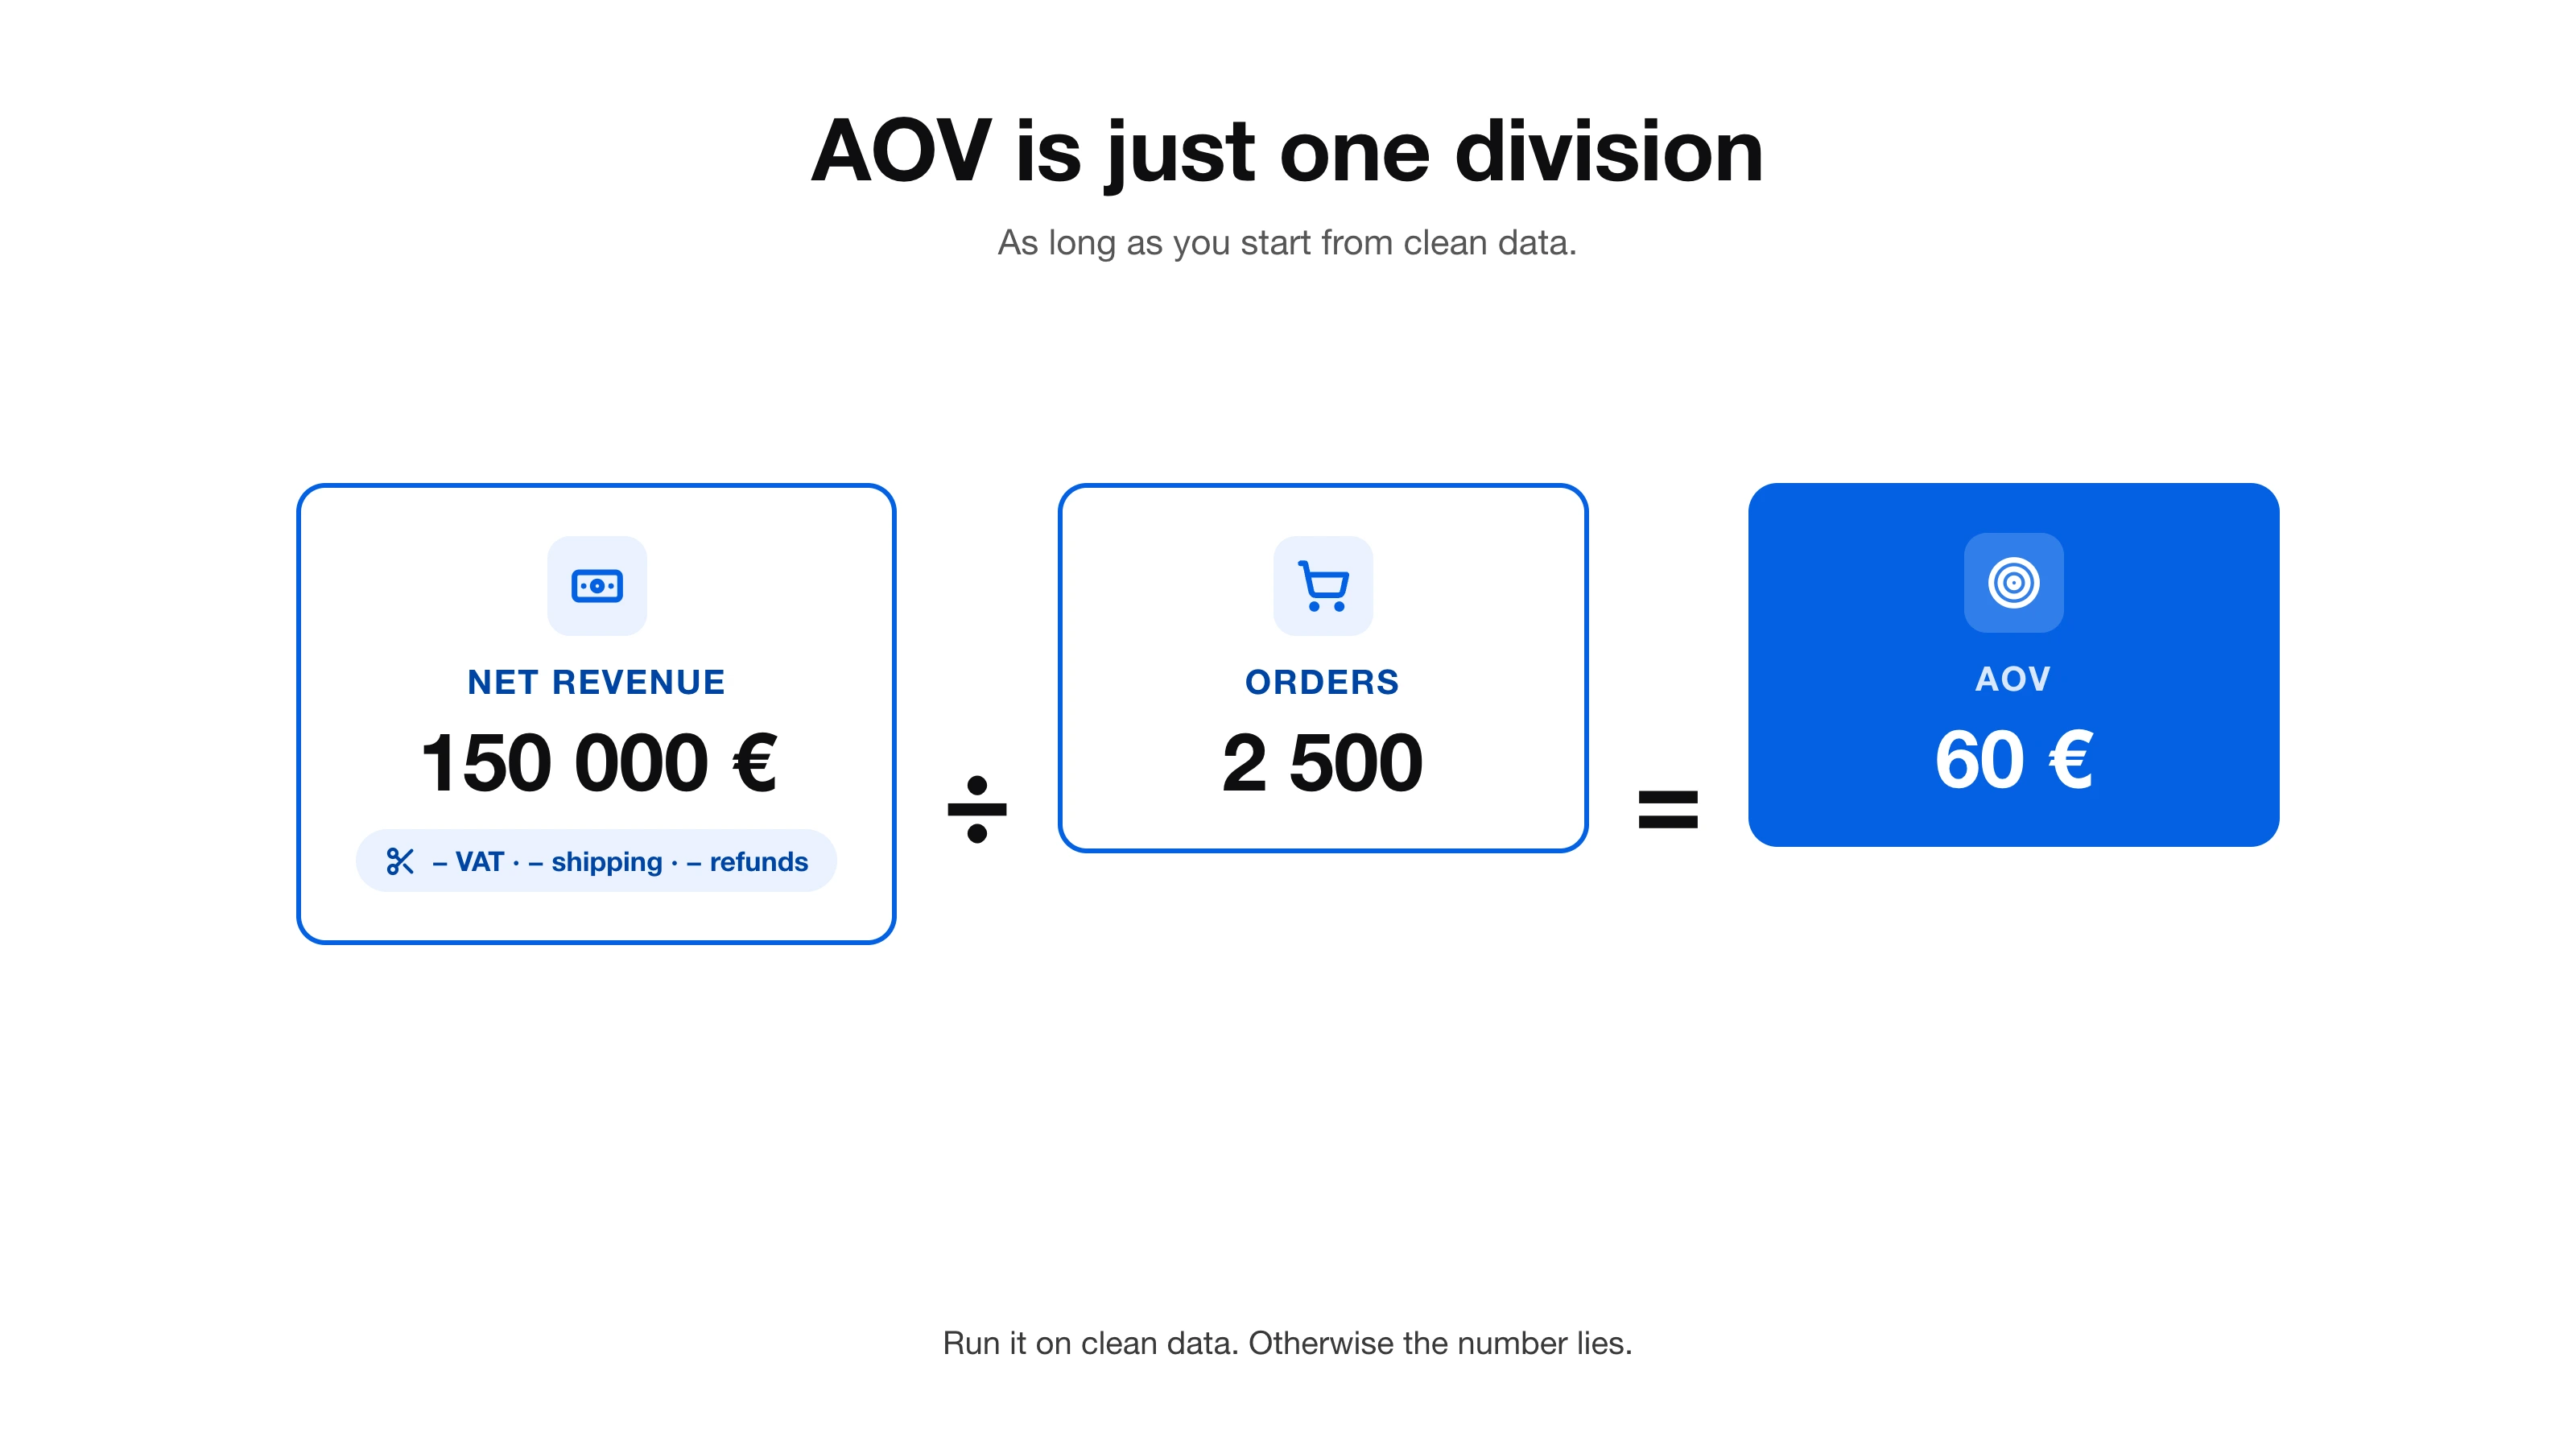 AOV is just one division
As long as you start from clean data.
NET REVENUE
150 000 €
– VAT · – shipping · – refunds
÷
ORDERS
2 500
=
AOV
60 €
Run it on clean data. Otherwise the number lies.